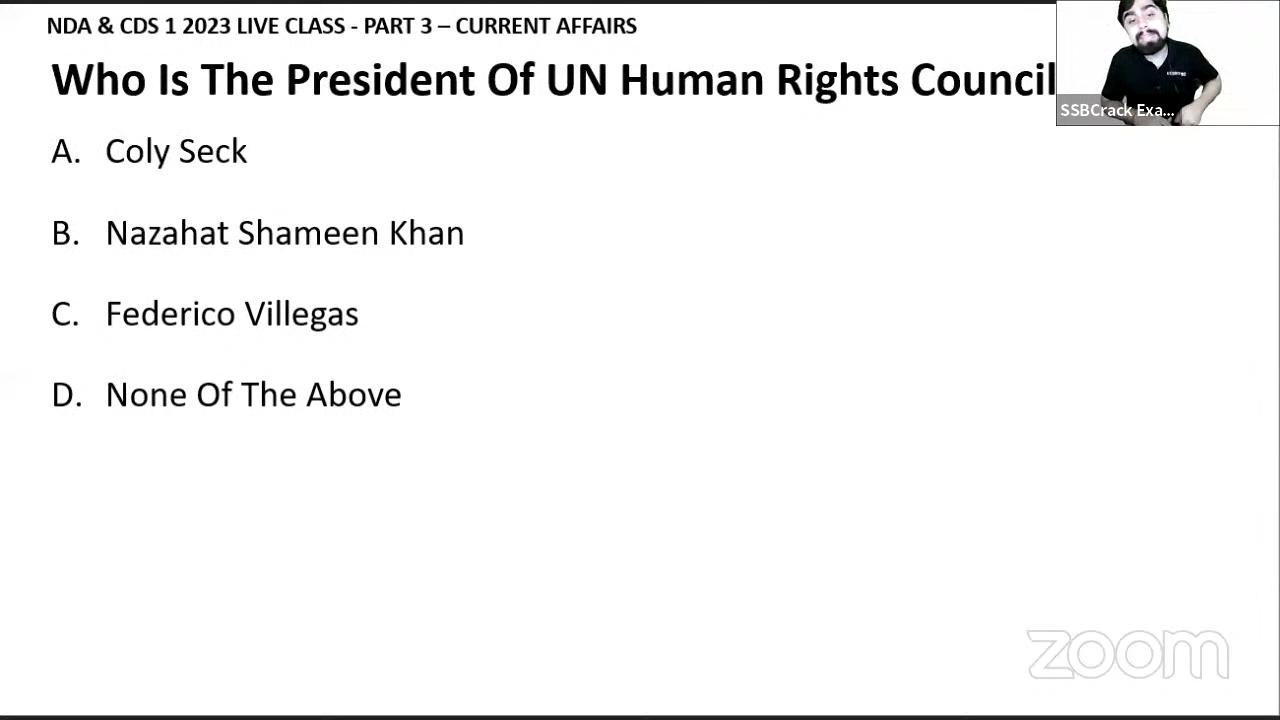 NDA & CDS 1 2023 LIVE CLASS - PART 3 – CURRENT AFFAIRS
Who Is The President Of UN Human Rights Council
SSBCrack Exa...
A. Coly Seck
B. Nazahat Shameen Khan
C. Federico Villegas
D. None Of The Above
zoom